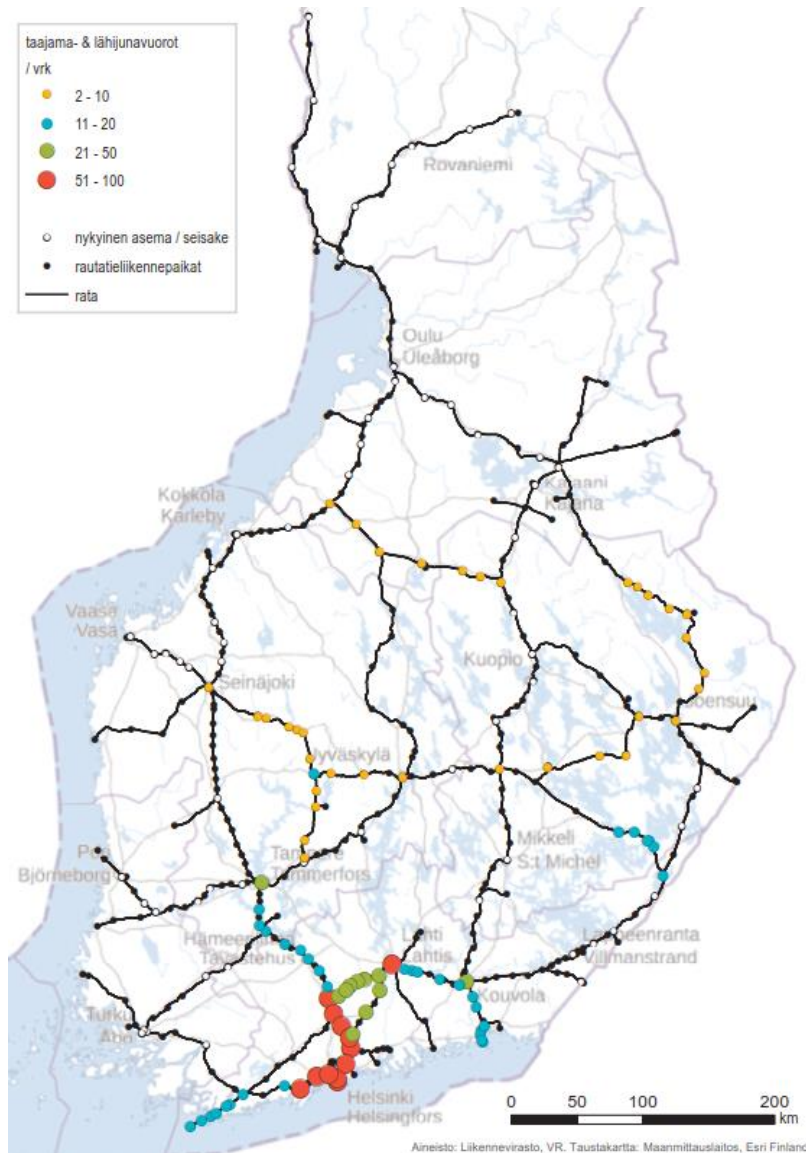 taajama- & lähijunavuorot
/ vrk
2 - 10
11 - 20
21 - 50
51 - 100
nykyinen asema / seisake
rautatieliikennepaikat
rata
Rovaniemi
Oulu
Uleåborg
Kokkola
Karleby
Kajaani
Kajana
Vaasa
Vasa
Seinäjoki
Kuopio
Joensuu
Jyväskylä
Mikkeli
S:t Michel
Pori
Björneborg
Tampere
Tammerfors
Hämeenlinna
Tavastehus
Lahti
Lahtis
Lappeenranta
Villmanstrand
Kouvola
Turku
Åbo
Helsinki
Helsingfors
0 50 100 200
km
Aineisto: Liikennevirasto, VR. Taustakartta: Maanmittauslaitos, Esri Finland